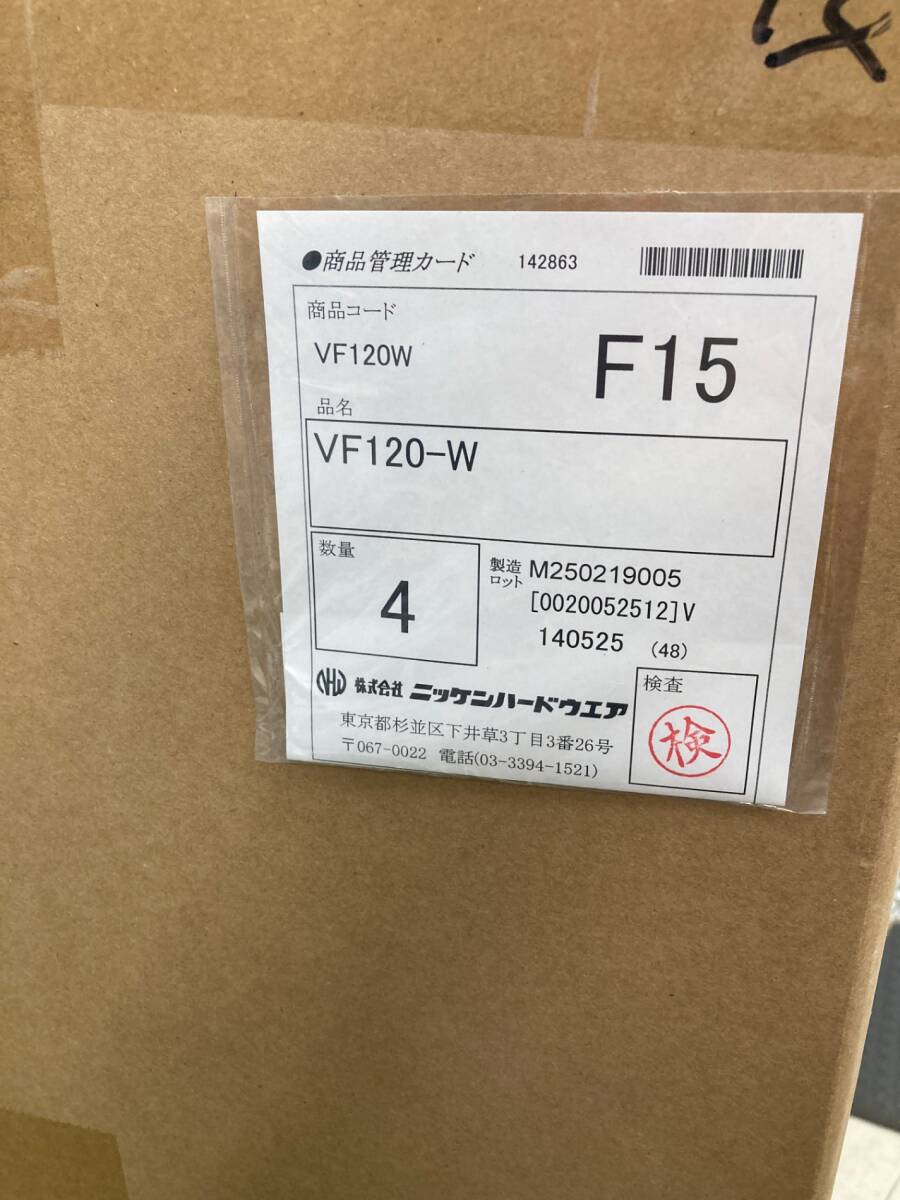 ●商品管理カード 142863
商品コード
VF120W
F15
品名
VF120-W
数量
4
製造ロット M250219005
[0020052512]V
140525 (48)
株式会社 ニッケンハードウエア
東京都杉並区下井草3丁目3番26号
〒067-0022 電話(03-3394-1521)
検査
検